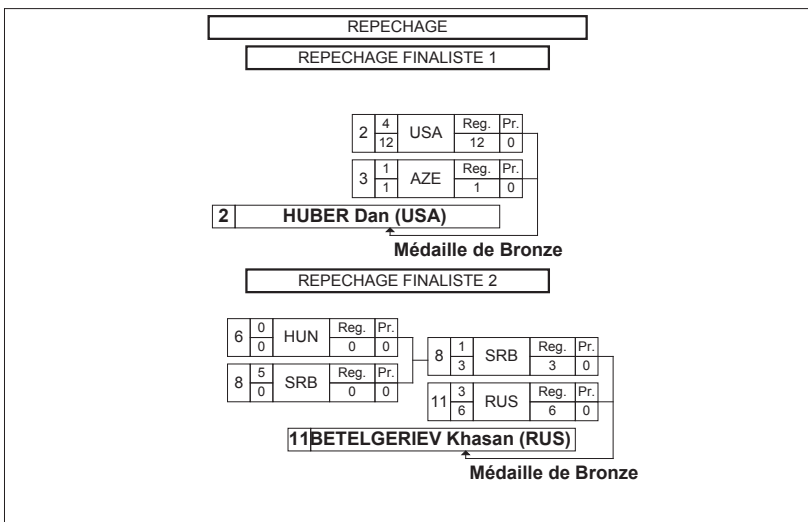 REPECHAGE
REPECHAGE FINALISTE 1
2 4 USA Reg. Pr.
12 12 0
3 1 AZE Reg. Pr.
1 1 0
2 HUBER Dan (USA)
Médaille de Bronze
REPECHAGE FINALISTE 2
6 0 HUN Reg. Pr.
0 0 0
8 1 SRB Reg. Pr.
3 3 0
8 5 SRB Reg. Pr.
0 0 0
11 3 RUS Reg. Pr.
6 6 0
11 BETELGERIEV Khasan (RUS)
Médaille de Bronze